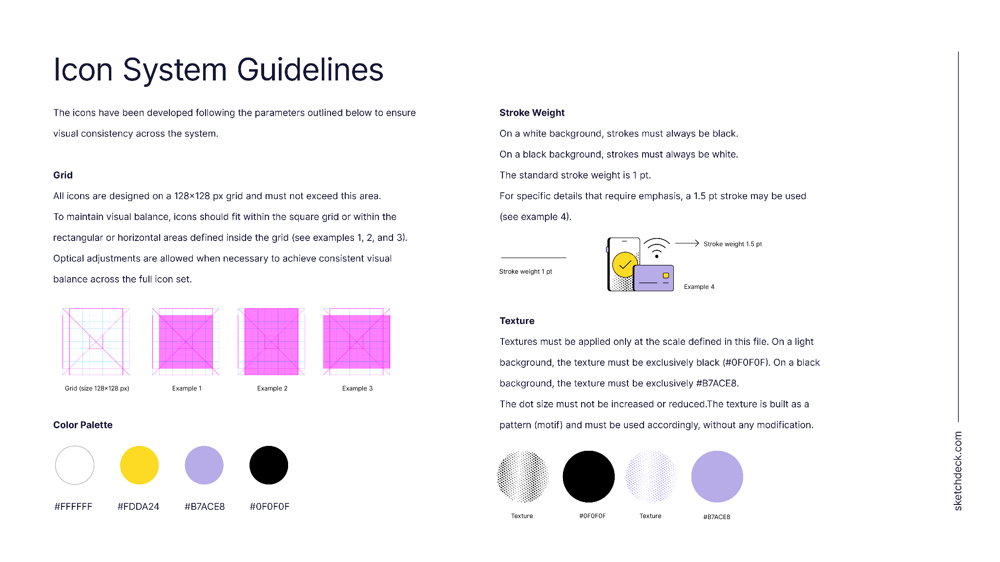 Icon System Guidelines
The icons have been developed following the parameters outlined below to ensure
visual consistency across the system.
Grid
All icons are designed on a 128×128 px grid and must not exceed this area.
To maintain visual balance, icons should fit within the square grid or within the
rectangular or horizontal areas defined inside the grid (see examples 1, 2, and 3).
Optical adjustments are allowed when necessary to achieve consistent visual
balance across the full icon set.
Grid (size 128×128 px)
Example 1
Example 2
Example 3
Color Palette
#FFFFFF
#FDDA24
#B7ACE8
#0F0F0F
Stroke Weight
On a white background, strokes must always be black.
On a black background, strokes must always be white.
The standard stroke weight is 1 pt.
For specific details that require emphasis, a 1.5 pt stroke may be used
(see example 4).
Stroke weight 1 pt
Stroke weight 1.5 pt
Example 4
Texture
Textures must be applied only at the scale defined in this file. On a light
background, the texture must be exclusively black (#0F0F0F). On a black
background, the texture must be exclusively #B7ACE8.
The dot size must not be increased or reduced.The texture is built as a
pattern (motif) and must be used accordingly, without any modification.
Texture
#0F0F0F
Texture
#B7ACE8
sketchdeck.com